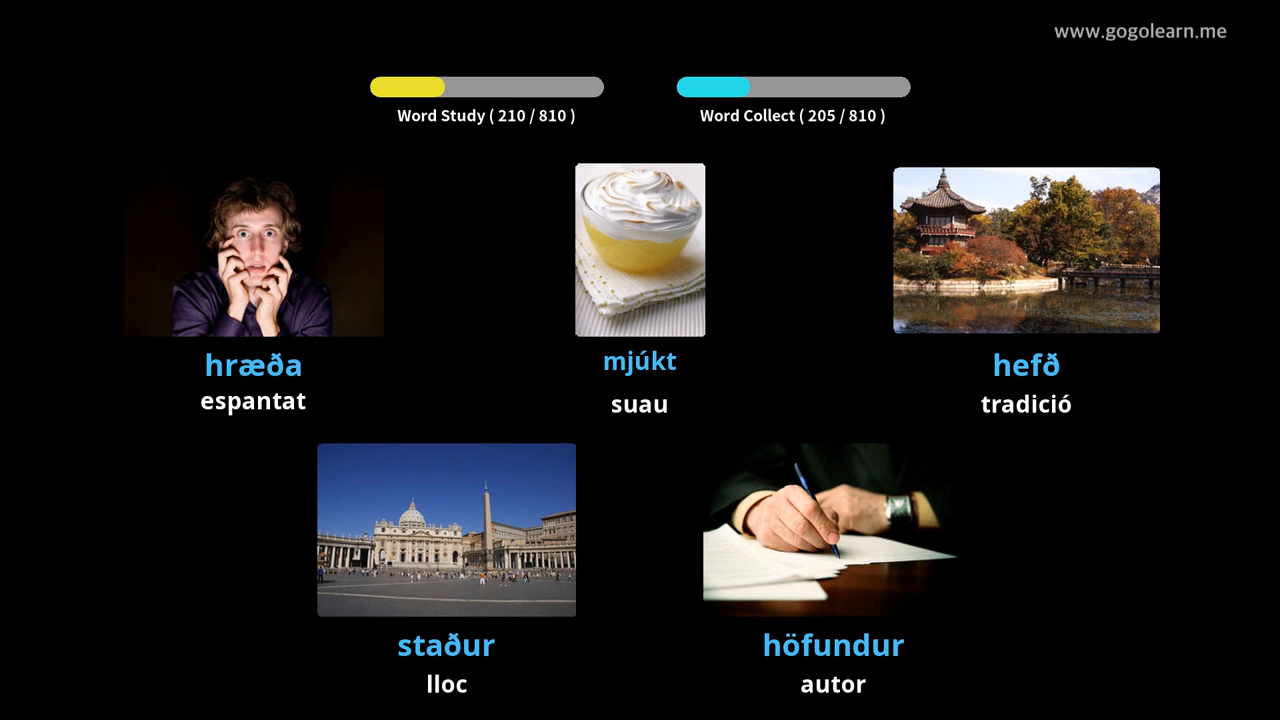 www.gogolearn.me
Word Study ( 210 / 810 )
Word Collect ( 205 / 810 )
hræða
espantat
mjúkt
suau
hefð
tradició
staður
lloc
höfundur
autor